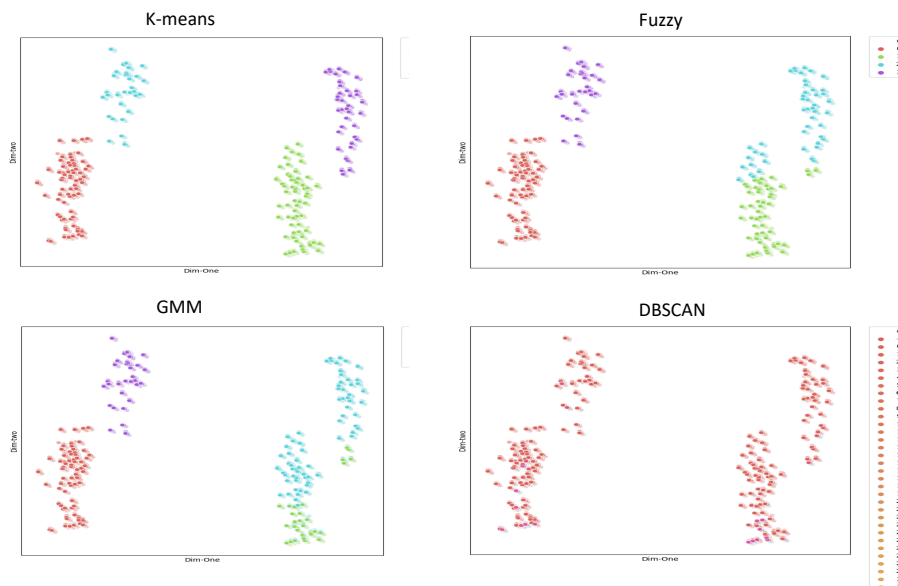 K-means
Fuzzy
Dim-two
Dim-One
Dim-two
Dim-One
GMM
DBSCAN
Dim-two
Dim-One
Dim-two
Dim-One